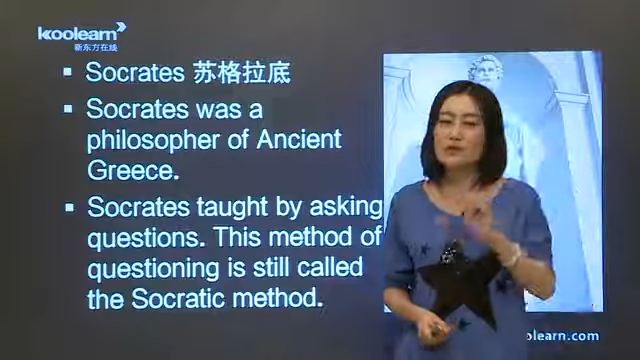 koolearn
新东方在线
Socrates 苏格拉底
Socrates was a
philosopher of Ancient
Greece.
Socrates taught by asking
questions. This method of
questioning is still called
the Socratic method.
olearn.com